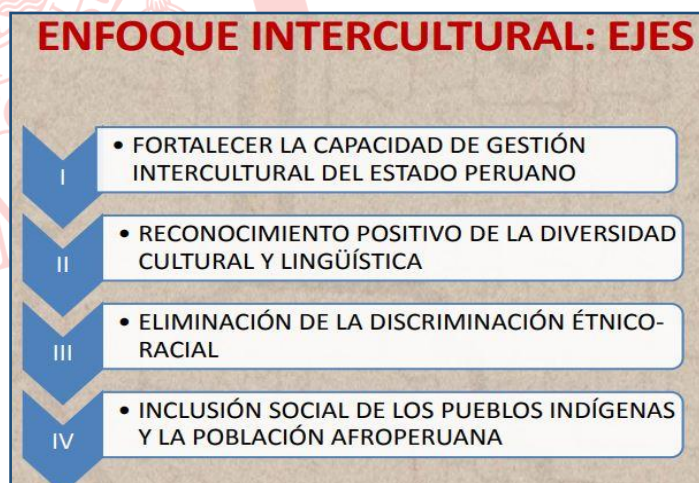 ENFOQUE INTERCULTURAL: EJES
I
• FORTALECER LA CAPACIDAD DE GESTIÓN
INTERCULTURAL DEL ESTADO PERUANO
II
• RECONOCIMIENTO POSITIVO DE LA DIVERSIDAD
CULTURAL Y LINGÜÍSTICA
III
• ELIMINACIÓN DE LA DISCRIMINACIÓN ÉTNICO-
RACIAL
IV
• INCLUSIÓN SOCIAL DE LOS PUEBLOS INDÍGENAS
Y LA POBLACIÓN AFROPERUANA